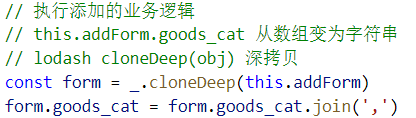 // 执行添加的业务逻辑
// this.addForm.goods_cat 从数组变为字符串
// lodash cloneDeep(obj) 深拷贝
const form = _.cloneDeep(this.addForm)
form.goods_cat = form.goods_cat.join(',')